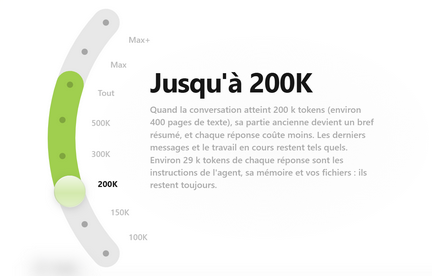 Max+
Max
Tout
500K
300K
200K
150K
100K
Jusqu'à 200K
Quand la conversation atteint 200 k tokens (environ
400 pages de texte), sa partie ancienne devient un bref
résumé, et chaque réponse coûte moins. Les derniers
messages et le travail en cours restent tels quels.
Environ 29 k tokens de chaque réponse sont les
instructions de l'agent, sa mémoire et vos fichiers : ils
restent toujours.